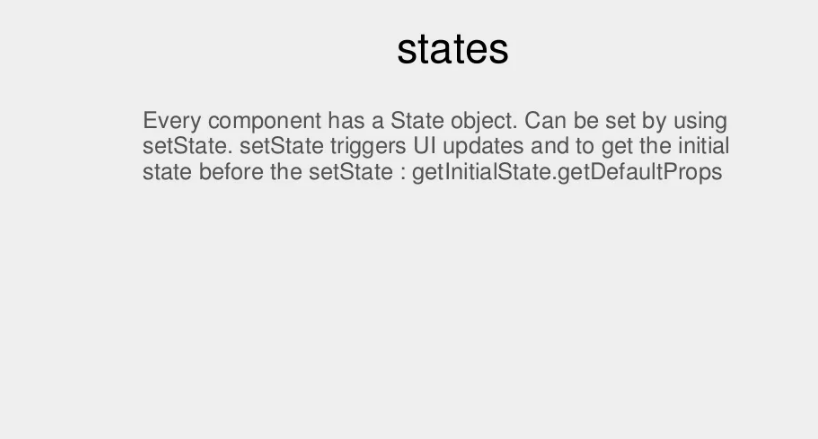 states
Every component has a State object. Can be set by using
setState. setState triggers UI updates and to get the initial
state before the setState : getInitialState.getDefaultProps